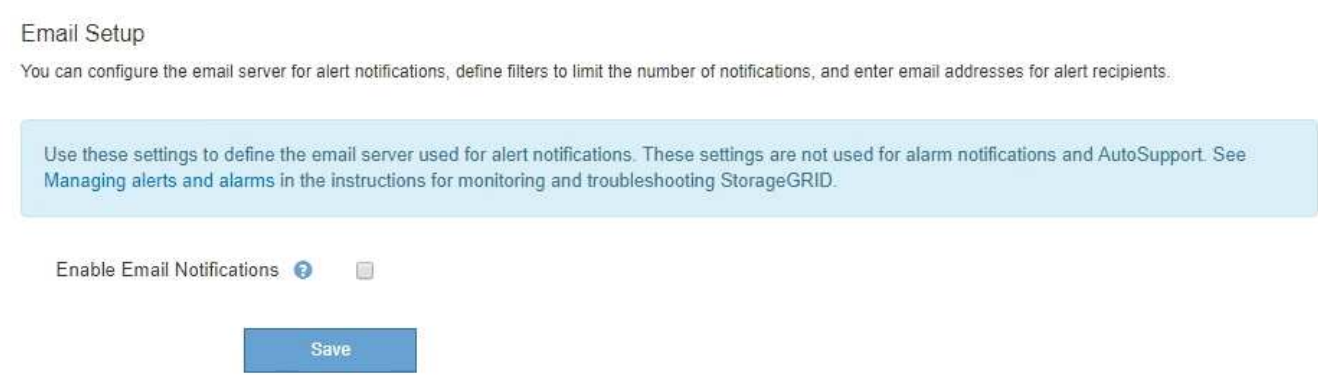 Email Setup
You can configure the email server for alert notifications, define filters to limit the number of notifications, and enter email addresses for alert recipients.
Use these settings to define the email server used for alert notifications. These settings are not used for alarm notifications and AutoSupport. See
Managing alerts and alarms in the instructions for monitoring and troubleshooting StorageGRID.
Enable Email Notifications ?
Save